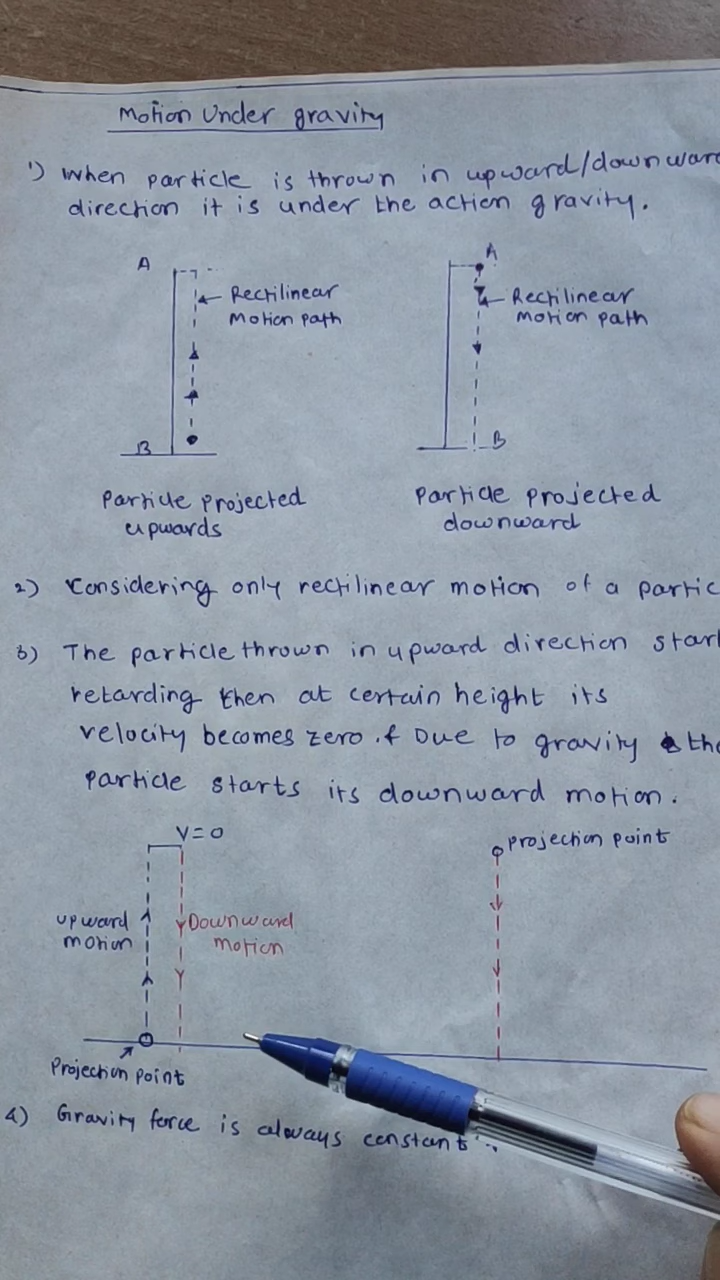 Motion Under gravity
1) When particle is thrown in upward/downward
direction it is under the action gravity.
A
Rectilinear
Motion path
B
Particle projected
upwards
A
Rectilinear
Motion path
B
Particle projected
downward
2) Considering only rectilinear motion of a partic
3) The particle thrown in upward direction start
retarding then at certain height its
velocity becomes zero. & Due to gravity the
particle starts its downward motion.
V=0
upward
motion
Downward
motion
Projection point
projection point
4) Gravity force is always constant